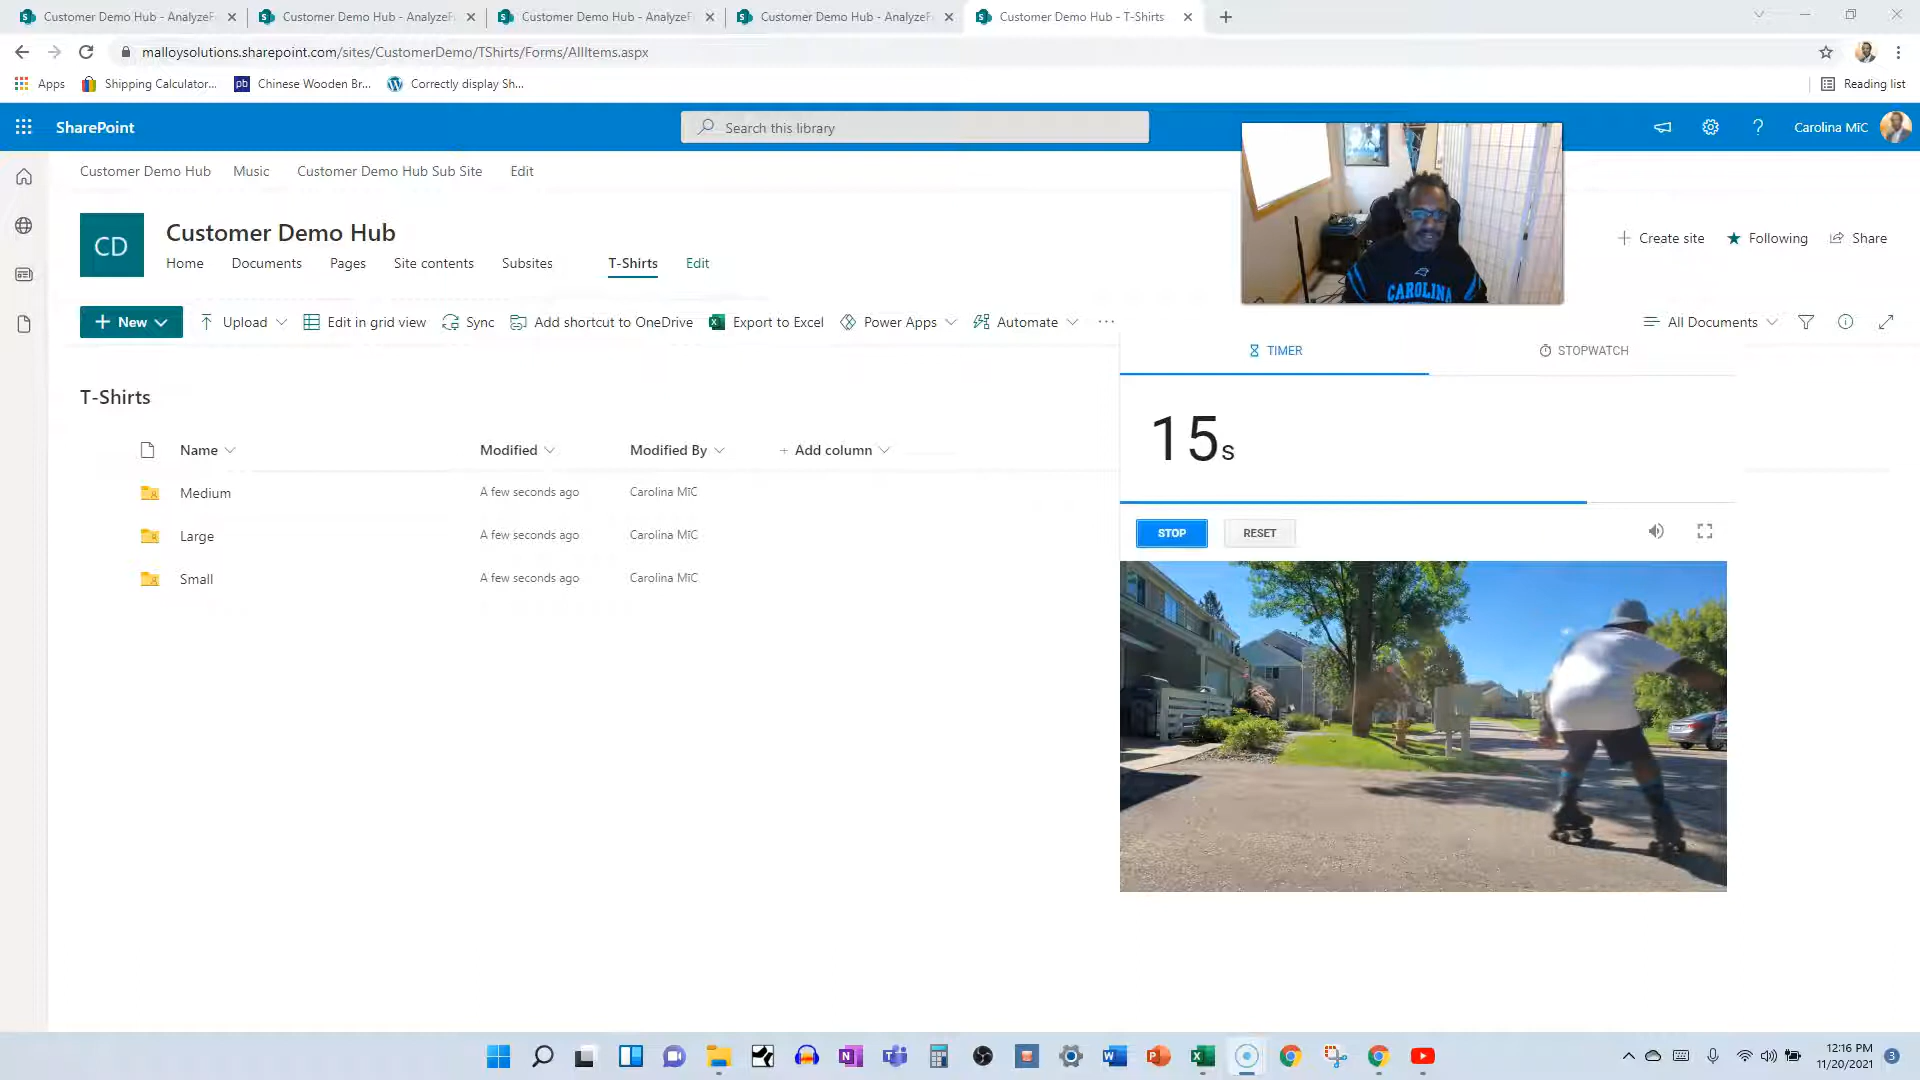 Customer Demo Hub - AnalyzeF
Customer Demo Hub - AnalyzeF
Customer Demo Hub - AnalyzeF
Customer Demo Hub - AnalyzeF
Customer Demo Hub - T-Shirts
malloysolutions.sharepoint.com/sites/CustomerDemo/TShirts/Forms/AllItems.aspx
Apps
Shipping Calculator...
pb
Chinese Wooden Br...
Correctly display Sh...
Reading list
SharePoint
Search this library
Carolina MīC
Customer Demo Hub
Music
Customer Demo Hub Sub Site
Edit
CD
Customer Demo Hub
Home
Documents
Pages
Site contents
Subsites
T-Shirts
Edit
Create site
Following
Share
CAROLINA
New
Upload
Edit in grid view
Sync
Add shortcut to OneDrive
Export to Excel
Power Apps
Automate
...
All Documents
TIMER
STOPWATCH
T-Shirts
15s
Name
Modified
Modified By
+ Add column
Medium
A few seconds ago
Carolina MīC
STOP
RESET
Large
A few seconds ago
Carolina MīC
Small
A few seconds ago
Carolina MīC
12:16 PM
11/20/2021
3